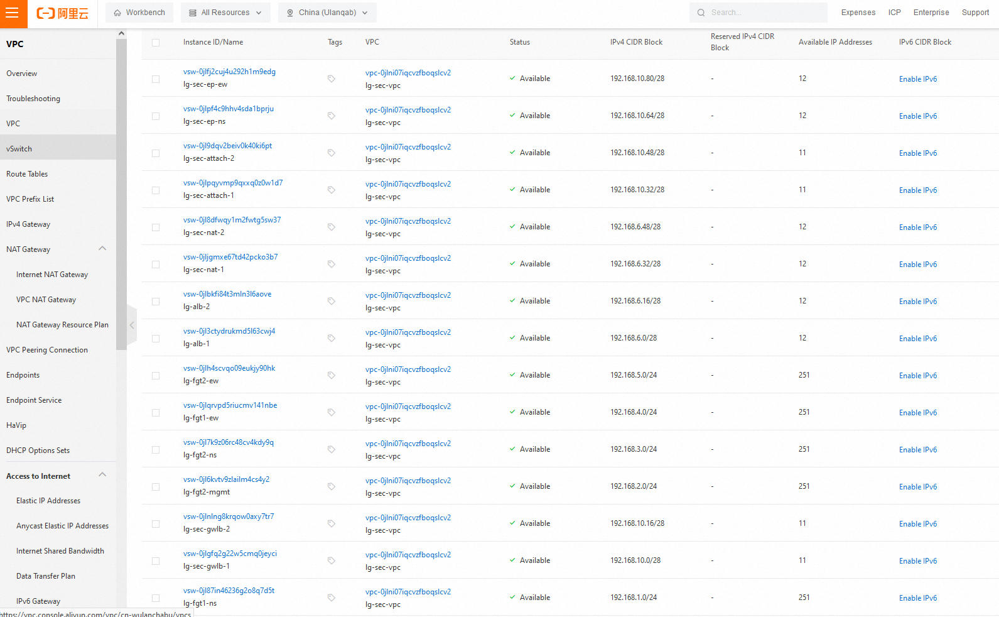 阿里云
Workbench
All Resources
China (Ulanqab)
Search...
Expenses
ICP
Enterprise
Support
VPC
Overview
Troubleshooting
VPC
vSwitch
Route Tables
VPC Prefix List
IPv4 Gateway
NAT Gateway
Internet NAT Gateway
VPC NAT Gateway
NAT Gateway Resource Plan
VPC Peering Connection
Endpoints
Endpoint Service
HaVip
DHCP Options Sets
Access to Internet
Elastic IP Addresses
Anycast Elastic IP Addresses
Internet Shared Bandwidth
Data Transfer Plan
IPv6 Gateway
https://vpc.console.aliyun.com/vpc/cn-wulanchabu/vpcs
Instance ID/Name Tags VPC Status IPv4 CIDR Block Reserved IPv4 CIDR Block Available IP Addresses IPv6 CIDR Block
vsw-0jlfj2cuj4u292h1m9edg vpc-0jlni07iqcvzfboqslcv2 Available 192.168.10.80/28 - 12 Enable IPv6
lg-sec-ep-ew lg-sec-vpc
vsw-0jlpf4c9hhv4sda1bprju vpc-0jlni07iqcvzfboqslcv2 Available 192.168.10.64/28 - 12 Enable IPv6
lg-sec-ep-ns lg-sec-vpc
vsw-0jl9dqv2beiv0k40ki6pt vpc-0jlni07iqcvzfboqslcv2 Available 192.168.10.48/28 - 11 Enable IPv6
lg-sec-attach-2 lg-sec-vpc
vsw-0jlpqyvmp9qxxq0z0w1d7 vpc-0jlni07iqcvzfboqslcv2 Available 192.168.10.32/28 - 11 Enable IPv6
lg-sec-attach-1 lg-sec-vpc
vsw-0jl8dfwqy1m2fwtg5sw37 vpc-0jlni07iqcvzfboqslcv2 Available 192.168.6.48/28 - 12 Enable IPv6
lg-sec-nat-2 lg-sec-vpc
vsw-0jljgmxe67td42pcko3b7 vpc-0jlni07iqcvzfboqslcv2 Available 192.168.6.32/28 - 12 Enable IPv6
lg-sec-nat-1 lg-sec-vpc
vsw-0jlbkfi84t3mln3l6aove vpc-0jlni07iqcvzfboqslcv2 Available 192.168.6.16/28 - 12 Enable IPv6
lg-alb-2 lg-sec-vpc
vsw-0jl3ctydrukmd5l63cwj4 vpc-0jlni07iqcvzfboqslcv2 Available 192.168.6.0/28 - 12 Enable IPv6
lg-alb-1 lg-sec-vpc
vsw-0jlh4scvqo09eukjy90hk vpc-0jlni07iqcvzfboqslcv2 Available 192.168.5.0/24 - 251 Enable IPv6
lg-fgt2-ew lg-sec-vpc
vsw-0jlqrvpd5riucmv141nbe vpc-0jlni07iqcvzfboqslcv2 Available 192.168.4.0/24 - 251 Enable IPv6
lg-fgt1-ew lg-sec-vpc
vsw-0jl7k9z06rc48cv4kdy9q vpc-0jlni07iqcvzfboqslcv2 Available 192.168.3.0/24 - 251 Enable IPv6
lg-fgt2-ns lg-sec-vpc
vsw-0jl6kvtv9zlailm4cs4y2 vpc-0jlni07iqcvzfboqslcv2 Available 192.168.2.0/24 - 251 Enable IPv6
lg-fgt2-mgmt lg-sec-vpc
vsw-0jlnlng8krqow0axy7tr7 vpc-0jlni07iqcvzfboqslcv2 Available 192.168.10.16/28 - 11 Enable IPv6
lg-sec-gwlb-2 lg-sec-vpc
vsw-0jlgfq2g22w5cmq0jeyci vpc-0jlni07iqcvzfboqslcv2 Available 192.168.10.0/28 - 11 Enable IPv6
lg-sec-gwlb-1 lg-sec-vpc
vsw-0jl87in46236g2o8q7d5t vpc-0jlni07iqcvzfboqslcv2 Available 192.168.1.0/24 - 251 Enable IPv6
lg-fgt1-ns lg-sec-vpc